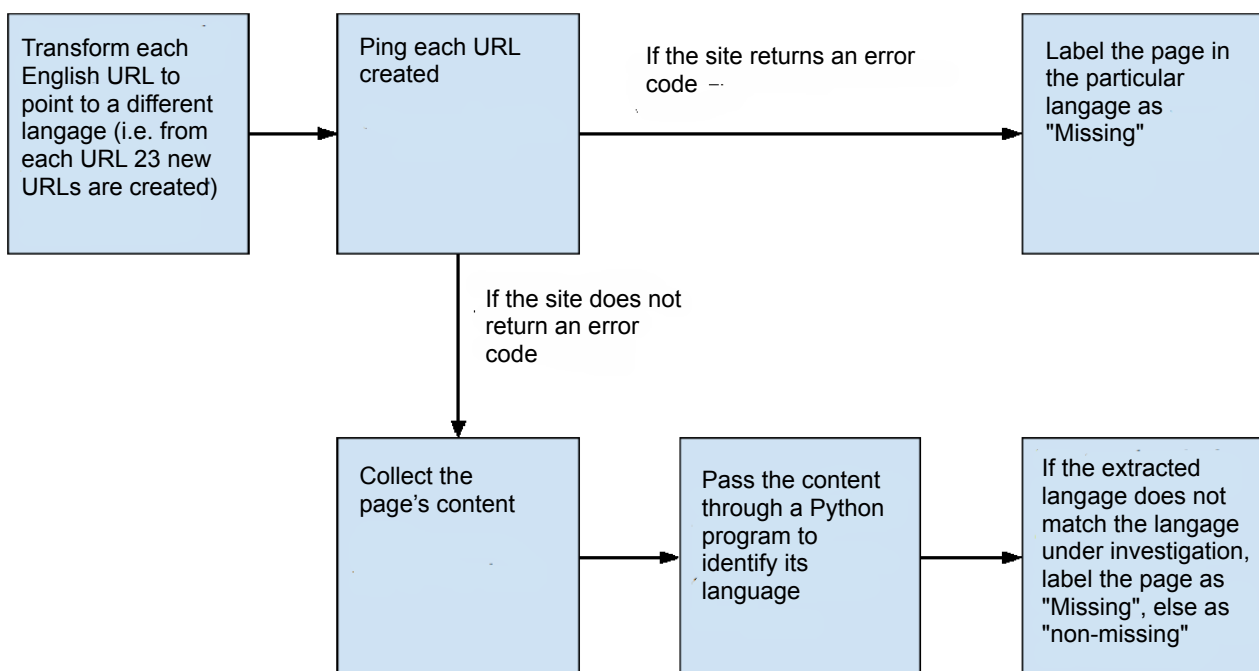 Transform each
English URL to
point to a different
langage (i.e. from
each URL 23 new
URLs are created)
Ping each URL
created
If the site returns an error
code
Label the page in
the particular
langage as
"Missing"
If the site does not
return an error
code
Collect the
page’s content
Pass the content
through a Python
program to
identify its
language
If the extracted
langage does not
match the langage
under investigation,
label the page as
"Missing", else as
"non-missing"